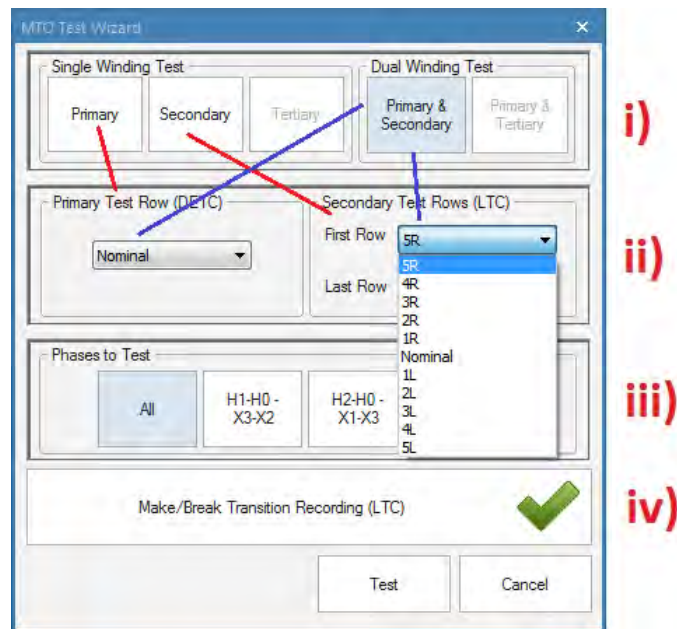 MTO Test Wizard
Single Winding Test
Dual Winding Test
Primary
Secondary
Tertiary
Primary &
Secondary
Primary &
Tertiary
i)
Primary Test Row (DETC)
Secondary Test Rows (LTC)
Nominal
First Row
5R
Last Row
5R
4R
3R
2R
1R
Nominal
1L
2L
3L
4L
5L
ii)
Phases to Test
All
H1-H0 -
X3-X2
H2-H0 -
X1-X3
iii)
Make/Break Transition Recording (LTC)
iv)
Test
Cancel